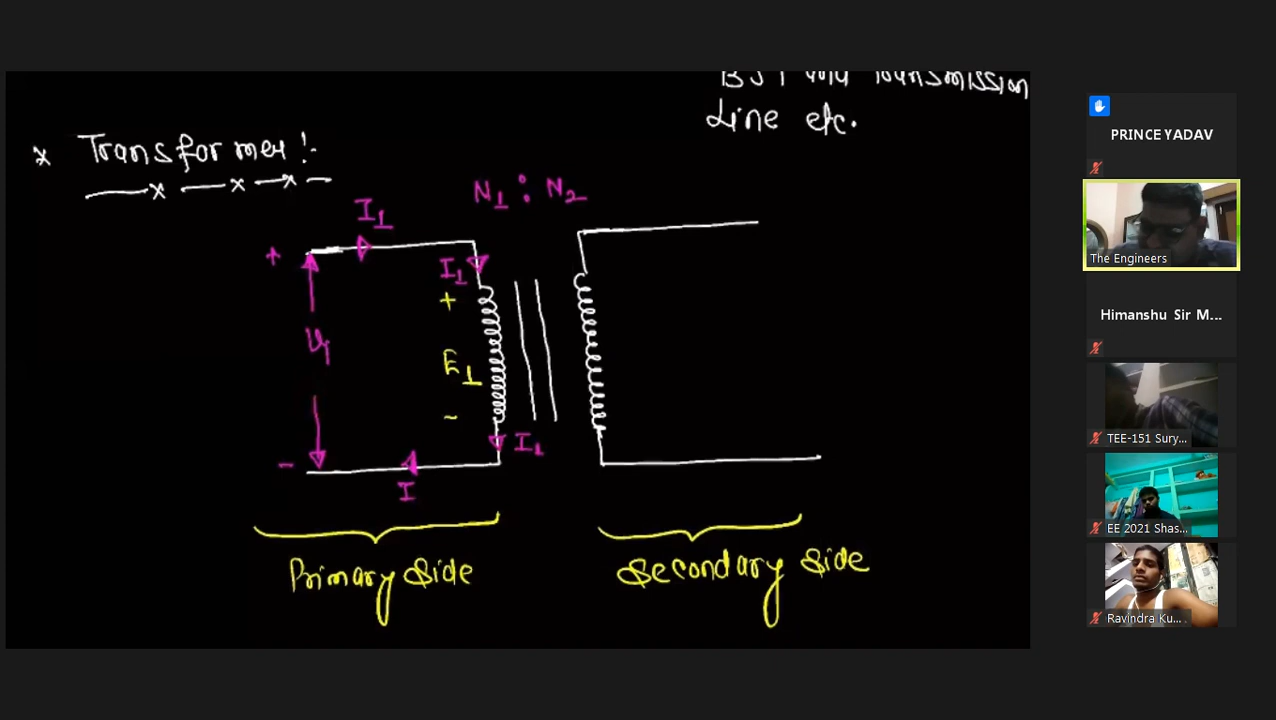 Transmission
Line etc.
* Transformer :-
N1 : N2
I1
+
I1
+
V1
E1
-
I1
-
I
Primary Side
Secondary Side
PRINCE YADAV
The Engineers
Himanshu Sir M...
TEE-151 Sury...
EE 2021 Shas...
Ravindra Ku...